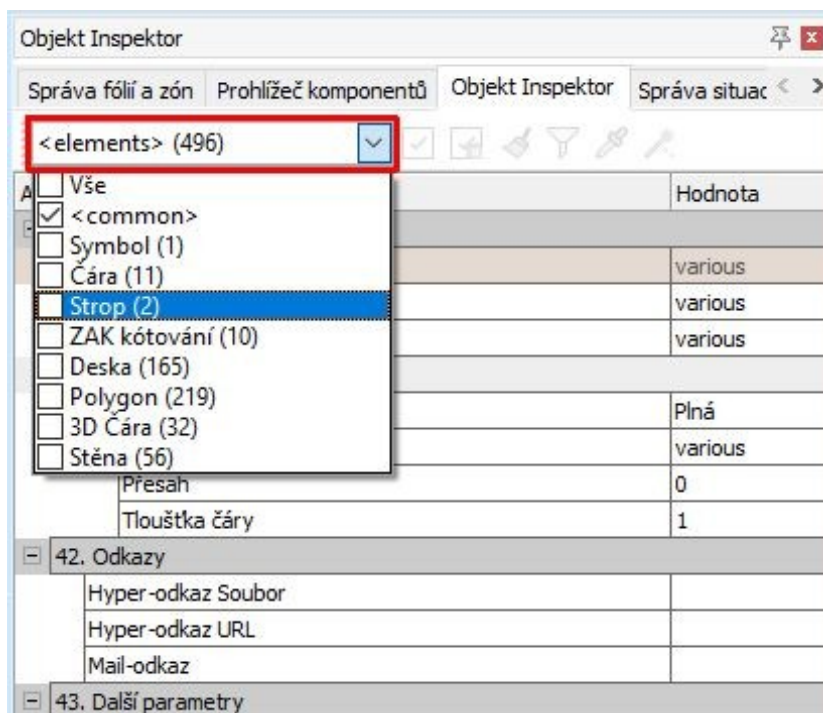 Objekt Inspektor
Správa fólií a zón Prohlížeč komponentů Objekt Inspektor Správa situac
<elements> (496)
A Hodnota
Vše
<common>
Symbol (1)
various
Čára (11)
Strop (2)
various
ZAK kótování (10)
various
Deska (165)
Polygon (219)
Plná
3D Čára (32)
various
Stěna (56)
Přesah 0
Tloušťka čáry 1
42. Odkazy
Hyper-odkaz Soubor
Hyper-odkaz URL
Mail-odkaz
43. Další parametry